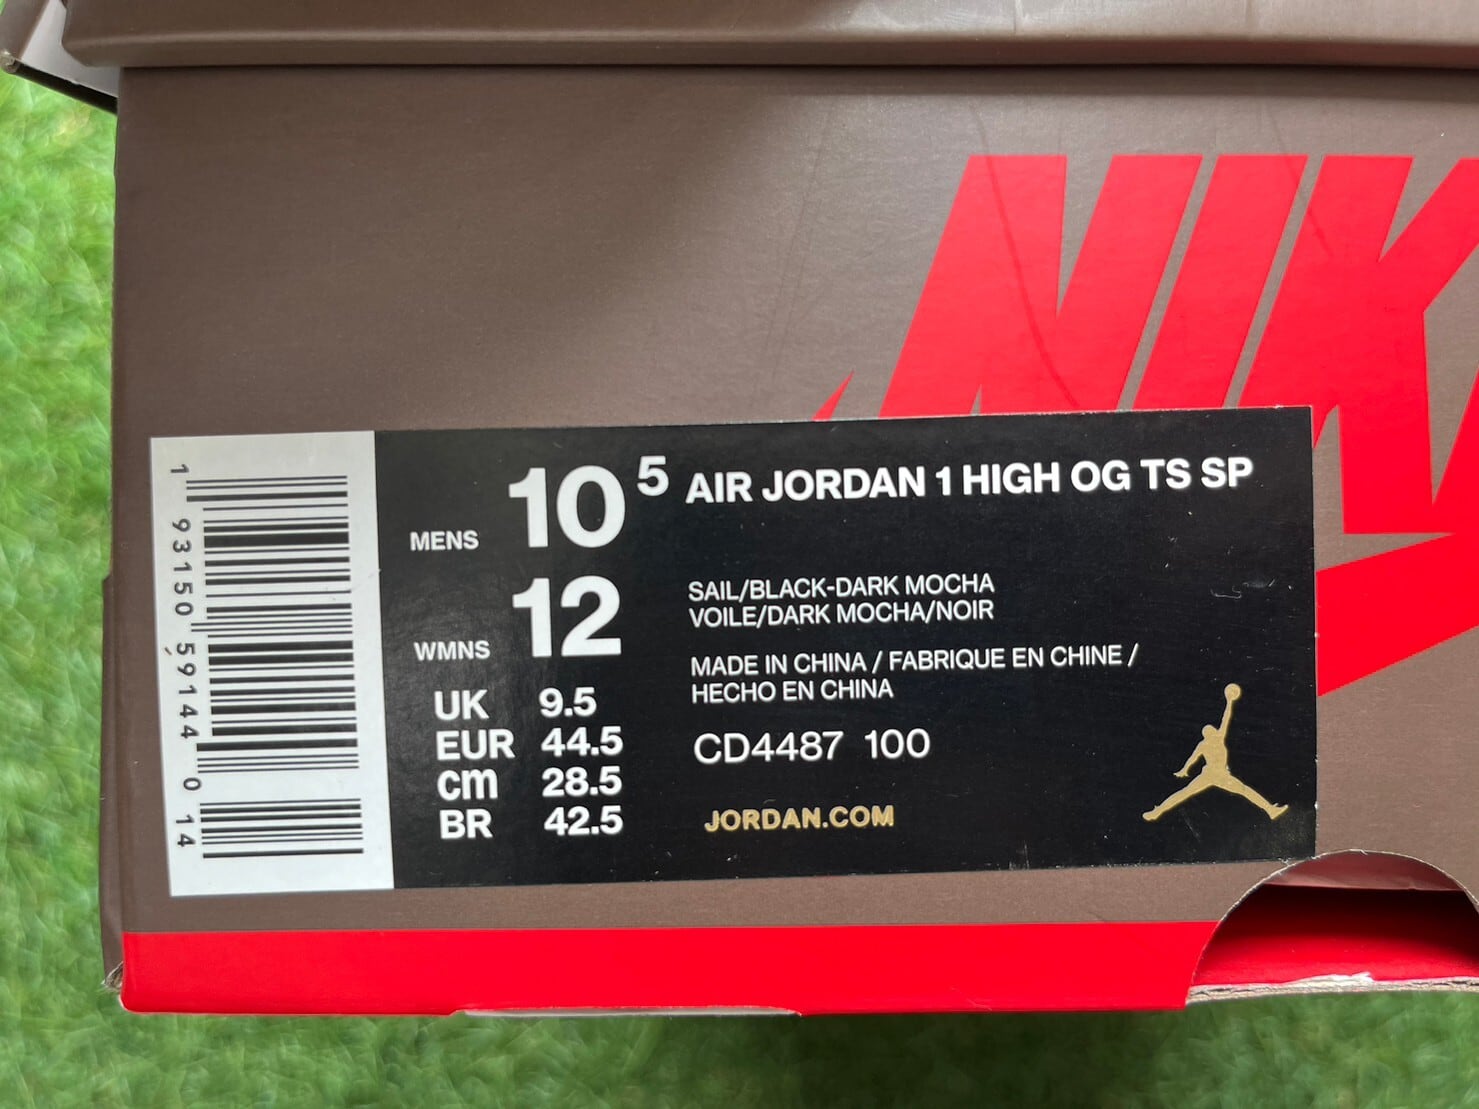 NIK
1 93150 59144 0 14
MENS 10 5
WMNS 12
UK 9.5
EUR 44.5
cm 28.5
BR 42.5
AIR JORDAN 1 HIGH OG TS SP
SAIL/BLACK-DARK MOCHA
VOILE/DARK MOCHA/NOIR
MADE IN CHINA / FABRIQUE EN CHINE /
HECHO EN CHINA
CD4487 100
JORDAN.COM